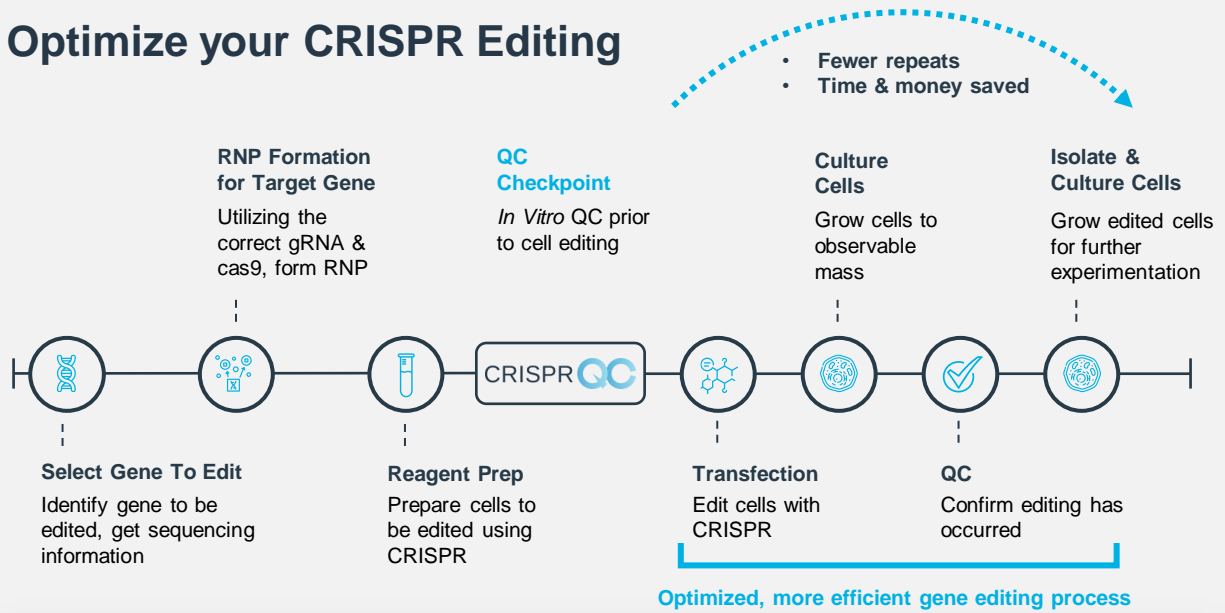 Optimize your CRISPR Editing
• Fewer repeats
• Time & money saved
RNP Formation
for Target Gene
Utilizing the
correct gRNA &
cas9, form RNP
QC
Checkpoint
In Vitro QC prior
to cell editing
Culture
Cells
Grow cells to
observable
mass
Isolate &
Culture Cells
Grow edited cells
for further
experimentation
X
CRISPR QC
Select Gene To Edit
Identify gene to be
edited, get sequencing
information
Reagent Prep
Prepare cells to
be edited using
CRISPR
Transfection
Edit cells with
CRISPR
QC
Confirm editing has
occurred
Optimized, more efficient gene editing process